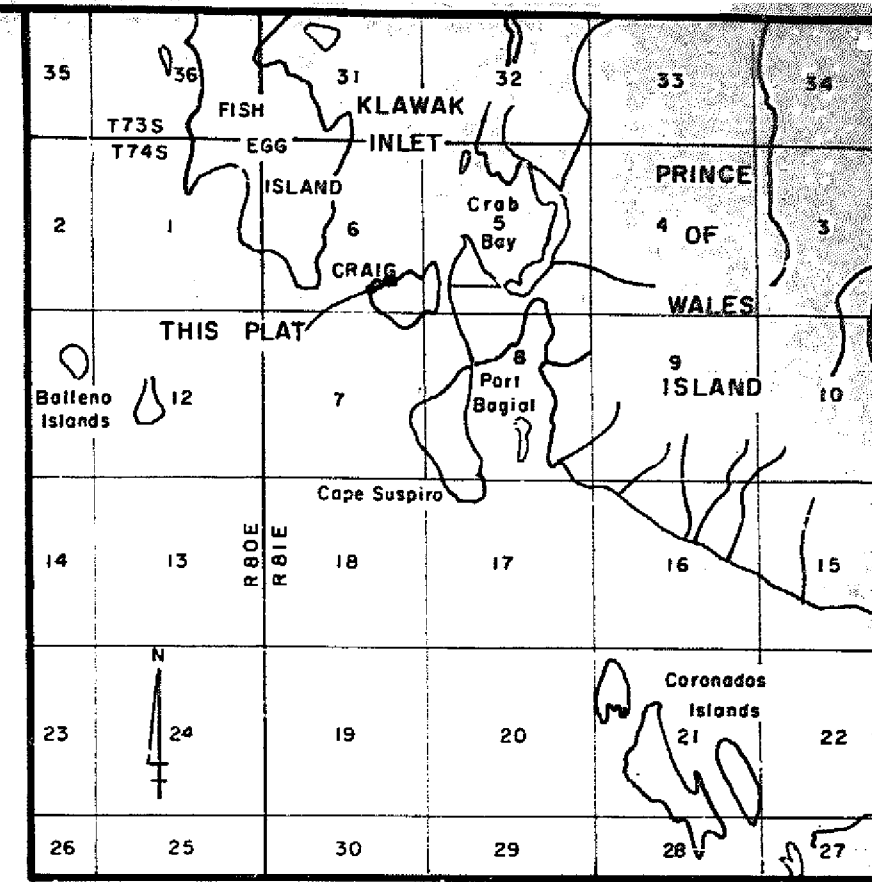 35 36 31 32 33 34
FISH
KLAWAK
T73S
EGG
INLET
T74S
PRINCE
ISLAND
Crab
2 1 6 5 4 OF 3
Bay
CRAIG
WALES
THIS PLAT
8
9
Port
ISLAND
Balleno
12
7
Bagial
10
Islands
Cape Suspiro
R80E
R81E
14 13 18 17 16 15
N
Coronados
Islands
23 24 19 20 21 22
26 25 30 29 28 27